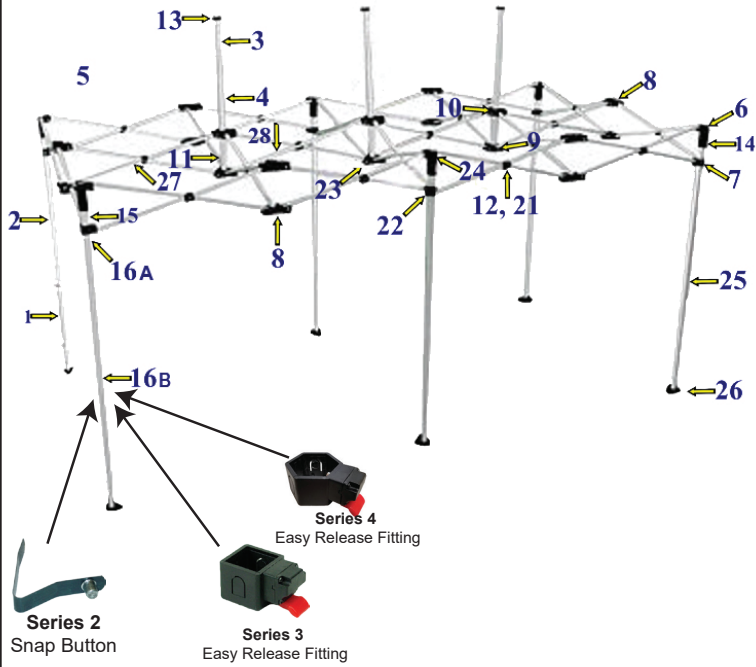 13
3
5
8
4
10
6
28
14
11
9
24
27
23
7
12, 21
2
15
22
8
16A
25
1
16B
26
Series 4
Easy Release Fitting
Series 2
Snap Button
Series 3
Easy Release Fitting